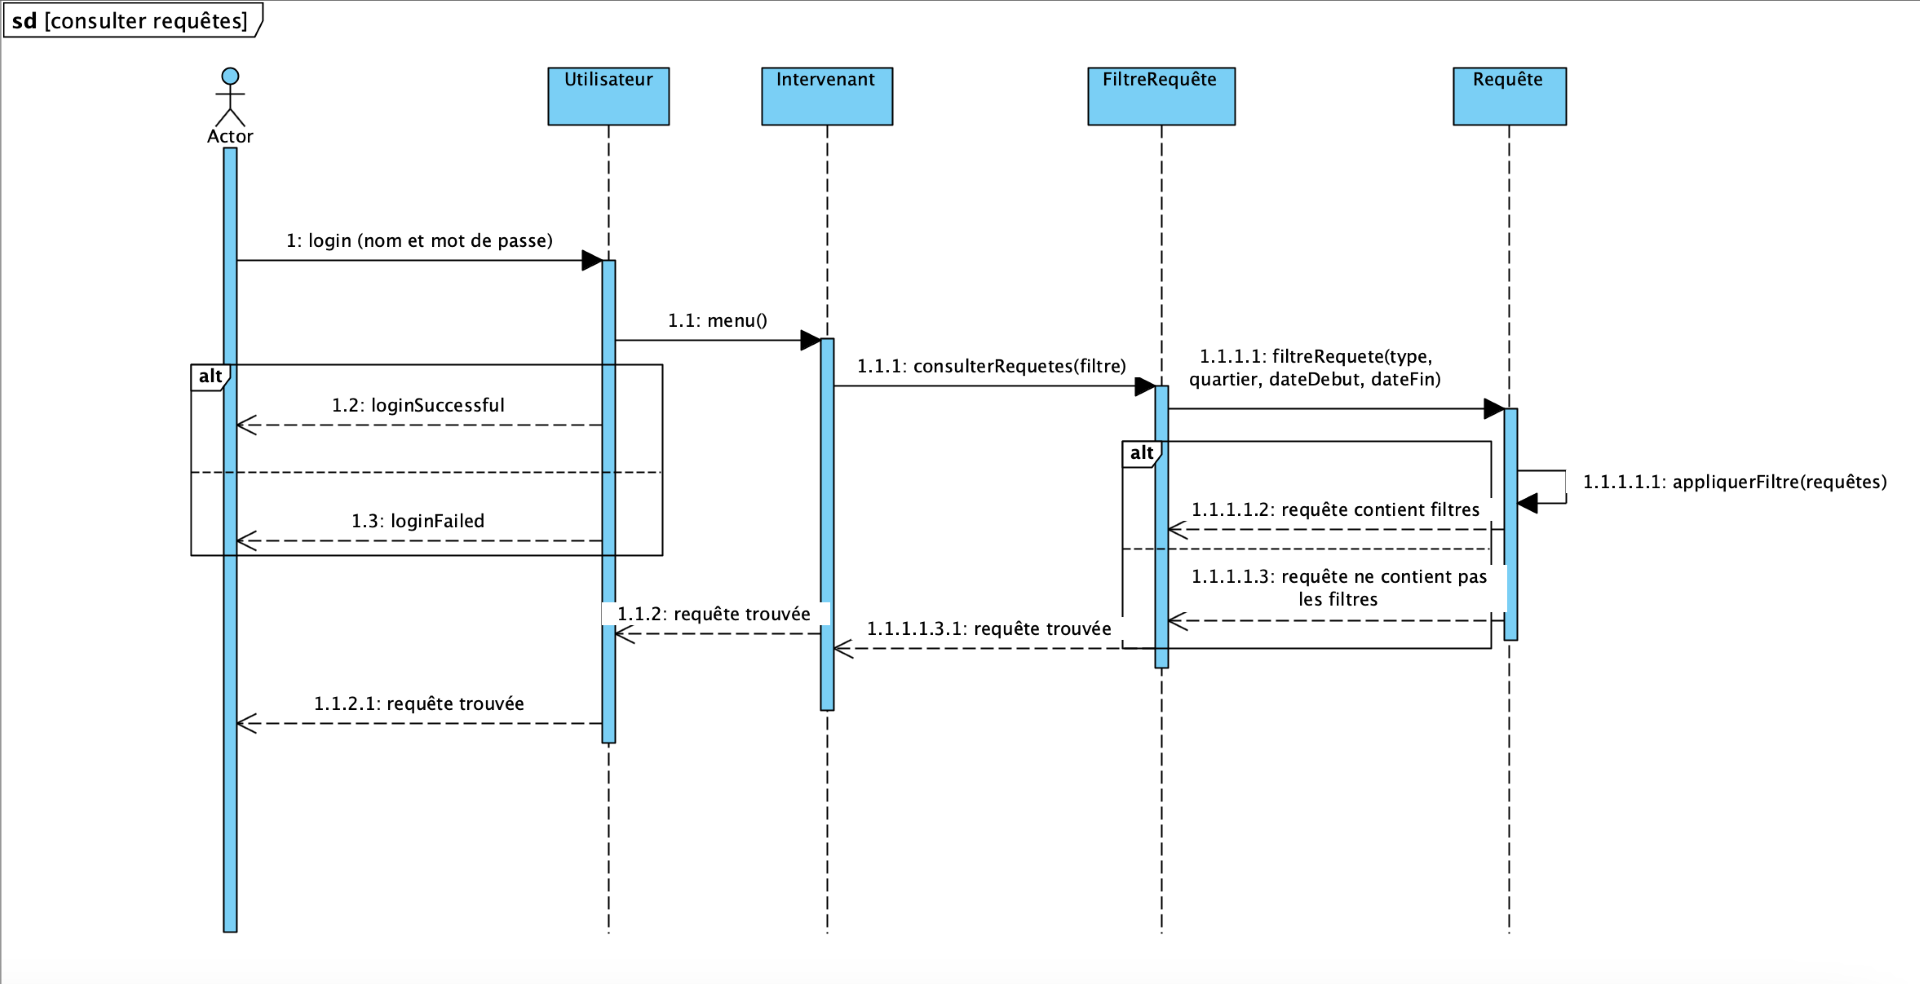 sd [consulter requêtes]
Actor
Utilisateur
Intervenant
FiltreRequête
Requête
1: login (nom et mot de passe)
1.1: menu()
1.1.1: consulterRequetes(filtre)
1.1.1.1: filtreRequete(type,
quartier, dateDebut, dateFin)
alt
1.2: loginSuccessful
1.3: loginFailed
alt
1.1.1.1.1: appliquerFiltre(requêtes)
1.1.1.1.2: requête contient filtres
1.1.1.1.3: requête ne contient pas
les filtres
1.1.2: requête trouvée
1.1.1.1.3.1: requête trouvée
1.1.2.1: requête trouvée